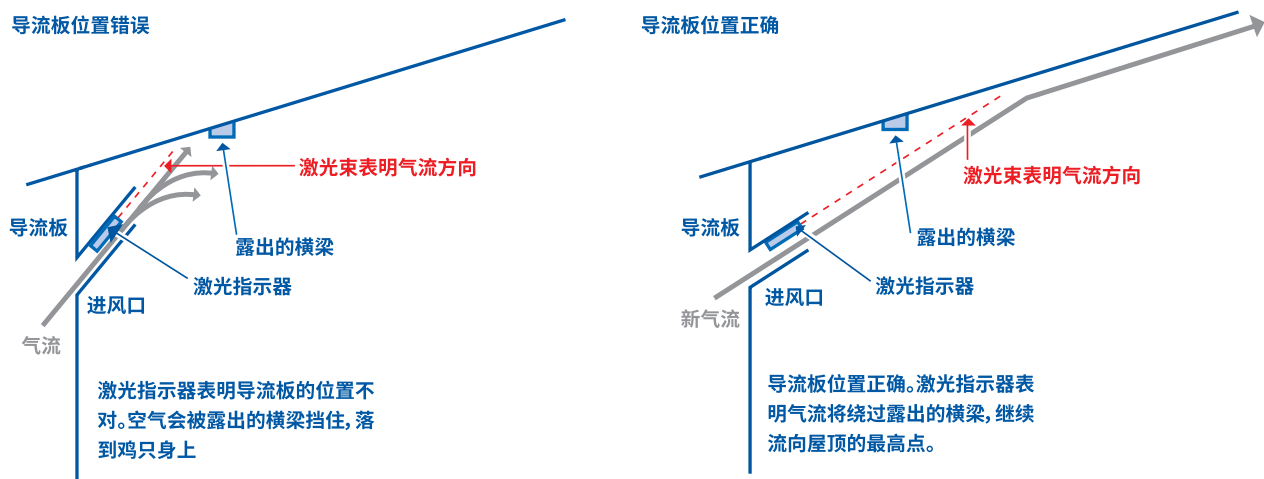 导流板位置错误
激光束表明气流方向
导流板
露出的横梁
激光指示器
进风口
气流
激光指示器表明导流板的位置不
对。空气会被露出的横梁挡住，落
到鸡只身上
导流板位置正确
激光束表明气流方向
导流板
露出的横梁
激光指示器
进风口
新气流
导流板位置正确。激光指示器表
明气流将绕过露出的横梁，继续
流向屋顶的最高点。